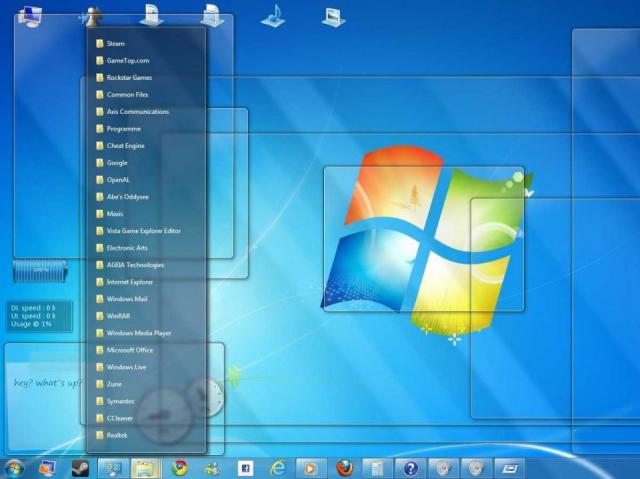 Steam
GameTop.com
Rockstar Games
Common Files
Axis Communications
Programme
Cheat Engine
Google
OpenAL
Abe's Oddysee
Maxis
Vista Game Explorer Editor
Electronic Arts
AGEIA Technologies
Internet Explorer
Windows Mail
WinRAR
Windows Media Player
Microsoft Office
Windows Live
Zune
Symantec
CCleaner
Realtek
100%
DL speed : 0 k
UL speed : 0 k
Usage © 1%
hey? What's up?